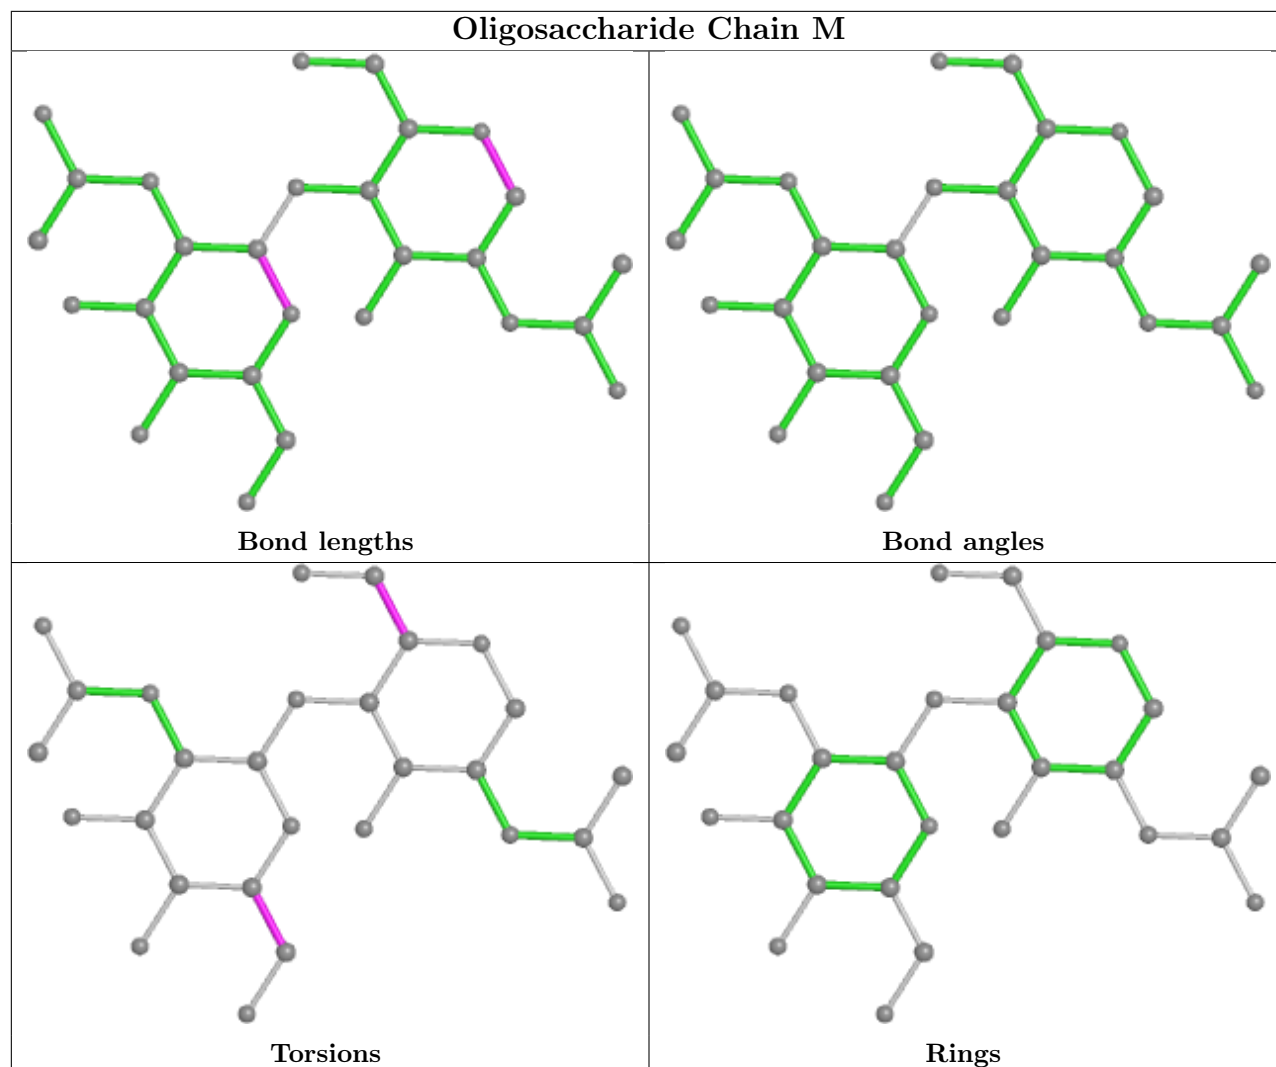 Oligosaccharide Chain M
Bond lengths
Bond angles
Torsions
Rings